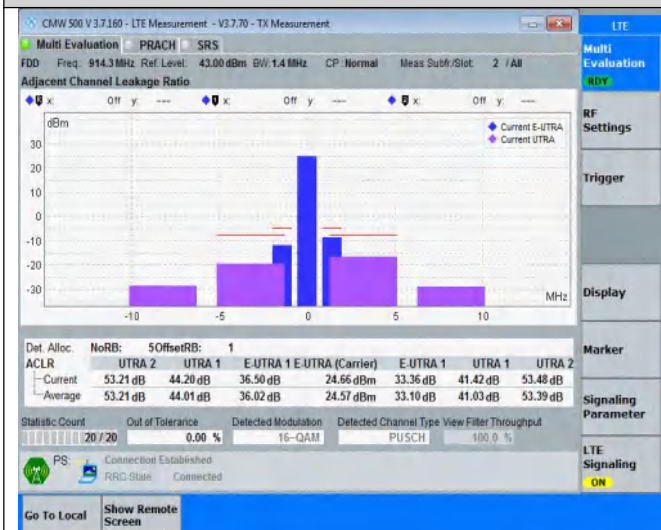 CMW 500 V 3.7.160 - LTE Measurement - V3.7.70 - TX Measurement
LTE
Multi Evaluation PRACH SRS
Multi Evaluation
RDY
FDD Freq: 914.3 MHz Ref. Level: 43.00 dBm BW: 1.4 MHz CP: Normal Meas Subfr./Slot: 2 / All
Adjacent Channel Leakage Ratio
x: Off y: --- x: Off y: --- x: Off y: ---
dBm
Current E-UTRA
Current UTRA
30
20
10
0
-10
-20
-30
MHz
-10 -5 0 5 10
RF Settings
Trigger
Display
Marker
Signaling Parameter
LTE Signaling
ON
Det. Alloc. NoRB: 5 OffsetRB: 1
ACLR UTRA 2 UTRA 1 E-UTRA 1 E-UTRA (Carrier) E-UTRA 1 UTRA 1 UTRA 2
Current 53.21 dB 44.20 dB 36.50 dB 24.66 dBm 33.36 dB 41.42 dB 53.48 dB
Average 53.21 dB 44.01 dB 36.02 dB 24.57 dBm 33.10 dB 41.03 dB 53.39 dB
Statistic Count Out of Tolerance Detected Modulation Detected Channel Type View Filter Throughput
20 / 20 0.00 % 16-QAM PUSCH 100.0 %
PS: Connection Established
RRC State Connected
Go To Local Show Remote Screen